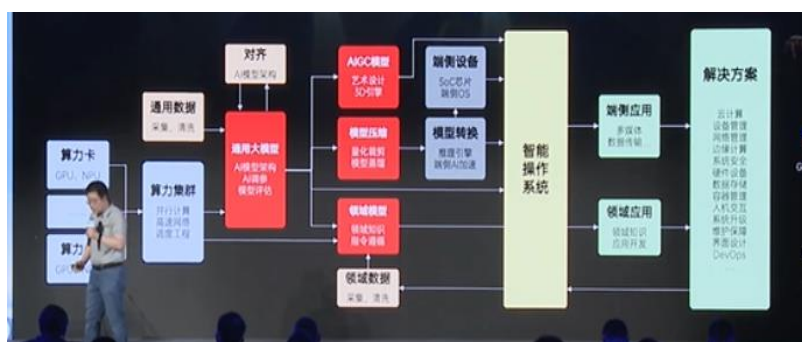 算力卡
GPU、NPU
算力
通用数据
采集、清洗
算力集群
并行计算
高速网络
调度工程
对齐
AI模型架构
通用大模型
AI模型架构
AI调参
模型评估
AIGC模型
艺术设计
3D引擎
模型压缩
量化裁剪
模型蒸馏
领域模型
领域知识
指令遵循
领域数据
采集、清洗
端侧设备
SoC芯片
端侧OS
模型转换
推理引擎
端侧AI加速
智能
操作
系统
端侧应用
多媒体
数据传输...
领域应用
领域知识
应用开发
解决方案
云计算
设备管理
网络管理
边缘计算
系统安全
硬件设备
数据存储
容器管理
人机交互
系统升级
维护保障
界面设计
DevOps
...